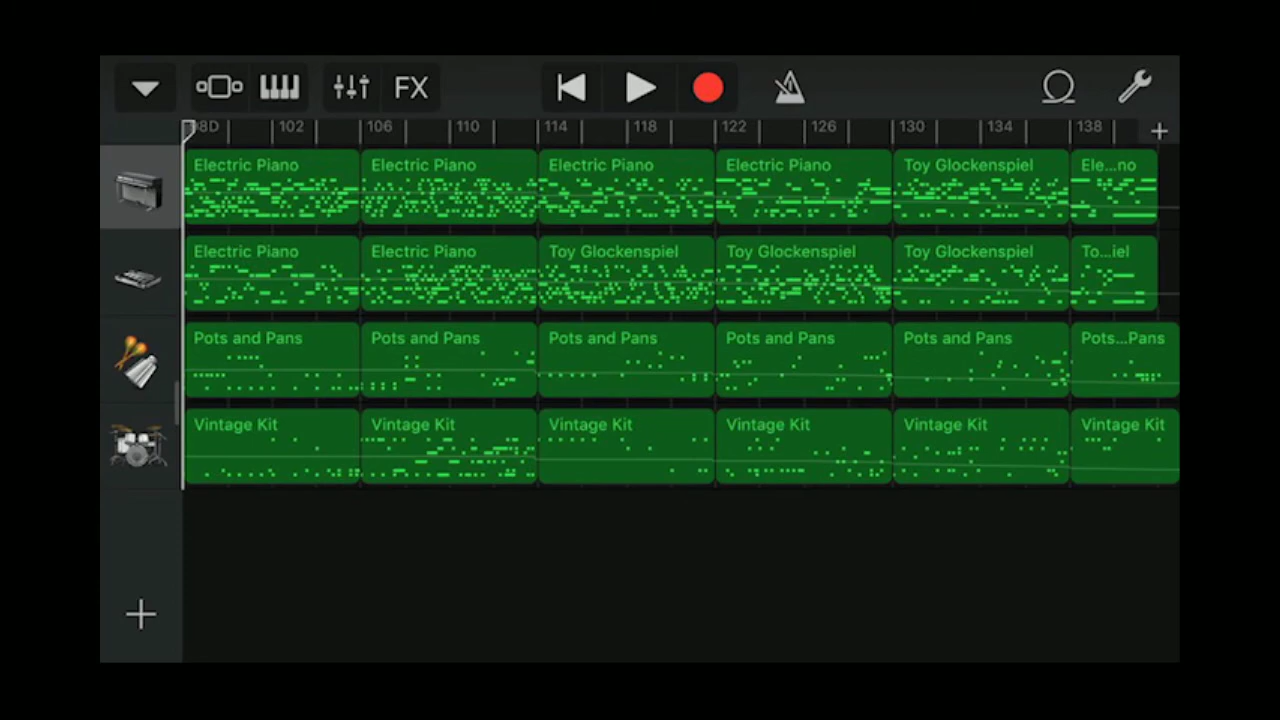 FX
98D 102 106 110 114 118 122 126 130 134 138 +
Electric Piano Electric Piano Electric Piano Electric Piano Toy Glockenspiel Ele...no
Electric Piano Electric Piano Toy Glockenspiel Toy Glockenspiel Toy Glockenspiel To...iel
Pots and Pans Pots and Pans Pots and Pans Pots and Pans Pots and Pans Pots...Pans
Vintage Kit Vintage Kit Vintage Kit Vintage Kit Vintage Kit Vintage Kit
+